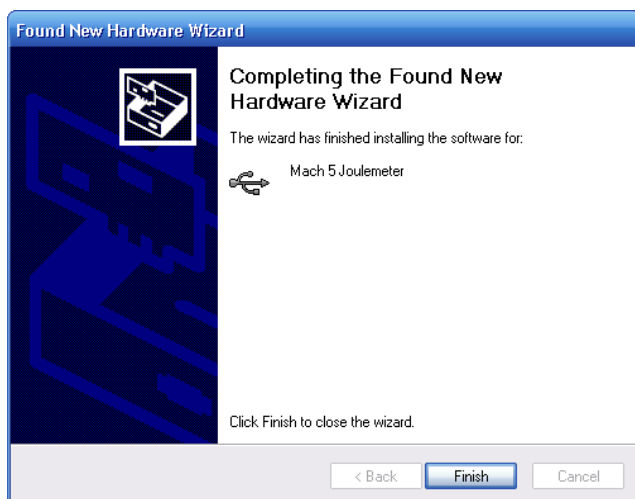 Found New Hardware Wizard
Completing the Found New
Hardware Wizard
The wizard has finished installing the software for:
Mach 5 Joulemeter
Click Finish to close the wizard.
< Back Finish Cancel